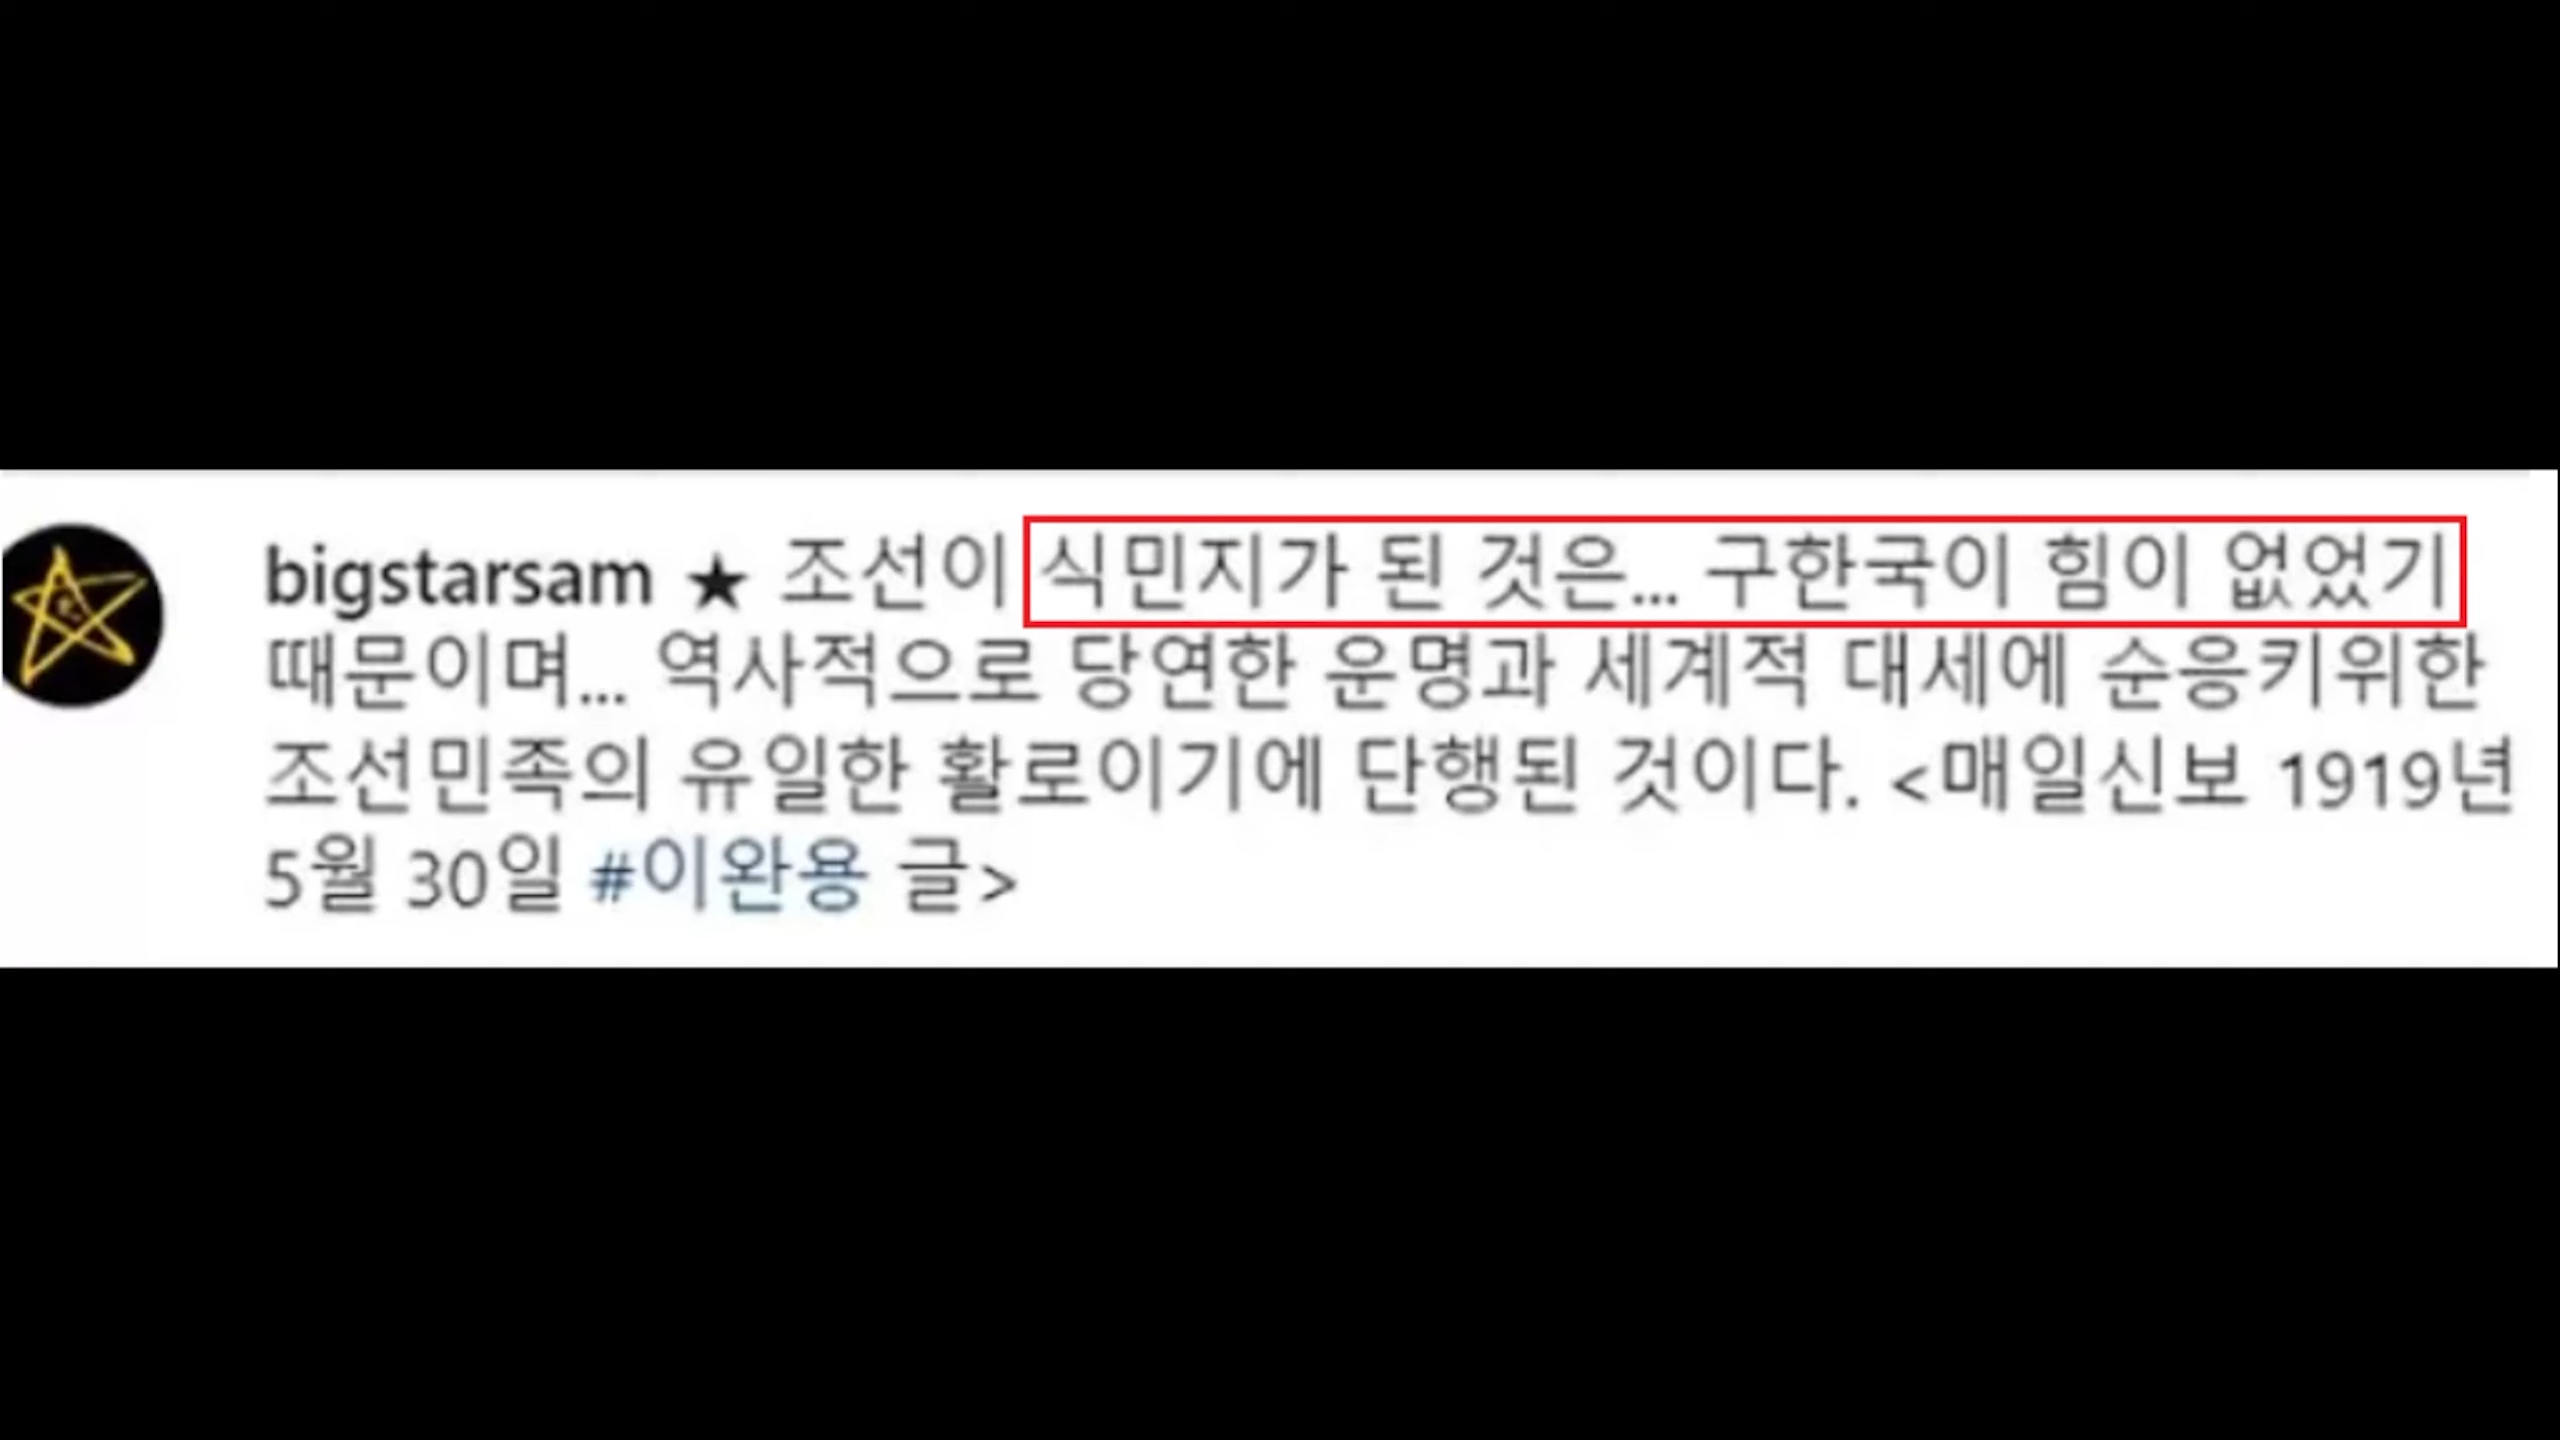 bigstarsam ★ 조선이 식민지가 된 것은... 구한국이 힘이 없었기
때문이며... 역사적으로 당연한 운명과 세계적 대세에 순응키위한
조선민족의 유일한 활로이기에 단행된 것이다. <매일신보 1919년
5월 30일 #이완용 글>